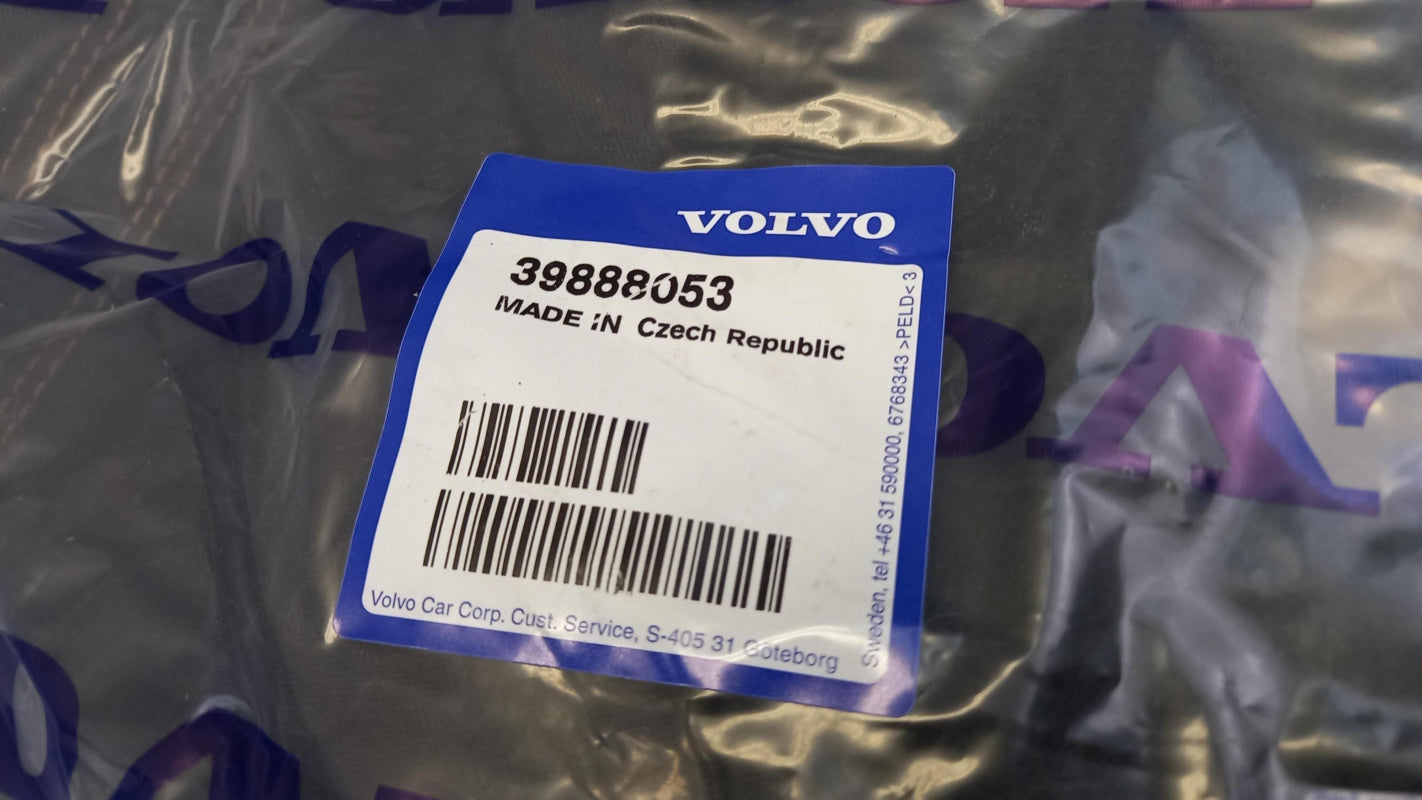 VOLVO
39888053
MADE IN Czech Republic
Volvo Car Corp. Cust. Service, S-405 31 Göteborg
Sweden, tel +46 31 590000, 6768343 >PELD< 3